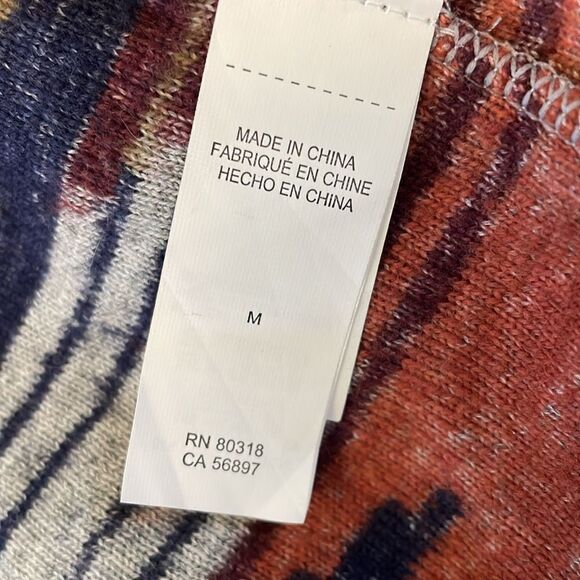 MADE IN CHINA
FABRIQUÉ EN CHINE
HECHO EN CHINA
M
RN 80318
CA 56897